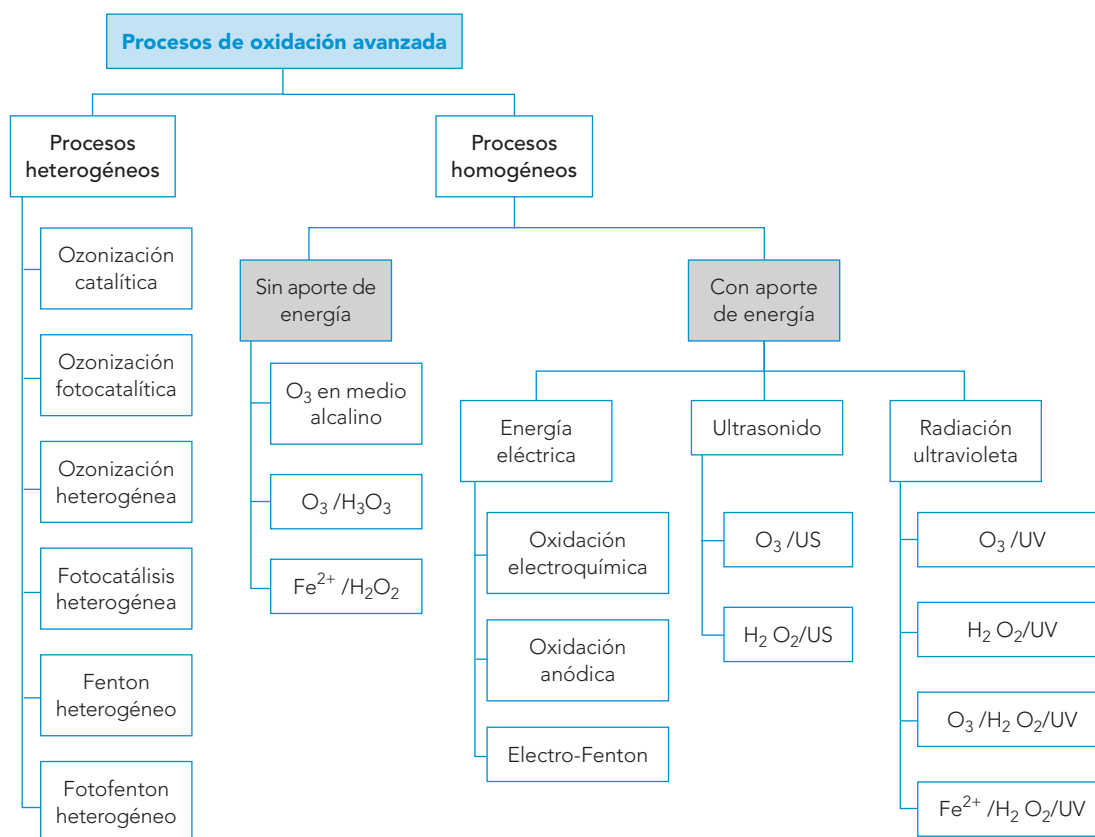 Procesos de oxidación avanzada
Procesos
heterogéneos
Procesos
homogéneos
Ozonización
catalítica
Ozonización
fotocatalítica
Ozonización
heterogénea
Fotocatálisis
heterogénea
Fenton
heterogéneo
Fotofenton
heterogéneo
Sin aporte de
energía
O₃ en medio
alcalino
O₃ /H₃O₃
Fe²⁺ /H₂O₂
Con aporte
de energía
Energía
eléctrica
Oxidación
electroquímica
Oxidación
anódica
Electro-Fenton
Ultrasonido
O₃ /US
H₂ O₂/US
Radiación
ultravioleta
O₃ /UV
H₂ O₂/UV
O₃ /H₂ O₂/UV
Fe²⁺ /H₂ O₂/UV